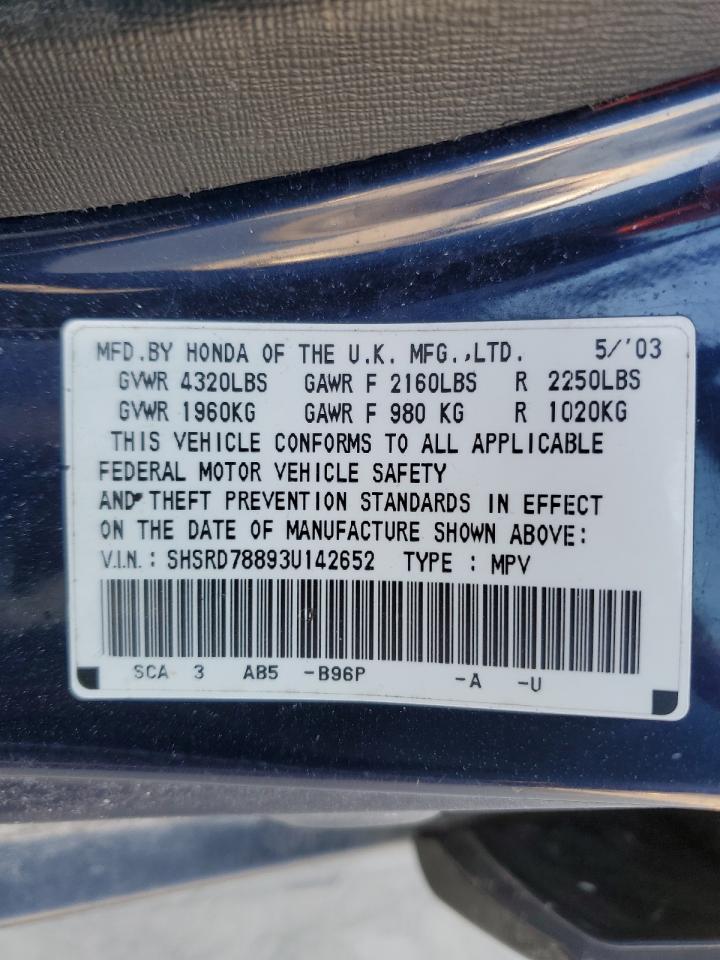 MFD.BY HONDA OF THE U.K. MFG.,LTD. 5/'03
GVWR 4320LBS GAWR F 2160LBS R 2250LBS
GVWR 1960KG GAWR F 980 KG R 1020KG
THIS VEHICLE CONFORMS TO ALL APPLICABLE
FEDERAL MOTOR VEHICLE SAFETY
AND THEFT PREVENTION STANDARDS IN EFFECT
ON THE DATE OF MANUFACTURE SHOWN ABOVE:
V.I.N.: SHSRD78893U142652 TYPE : MPV
SCA 3 AB5 -B96P -A -U